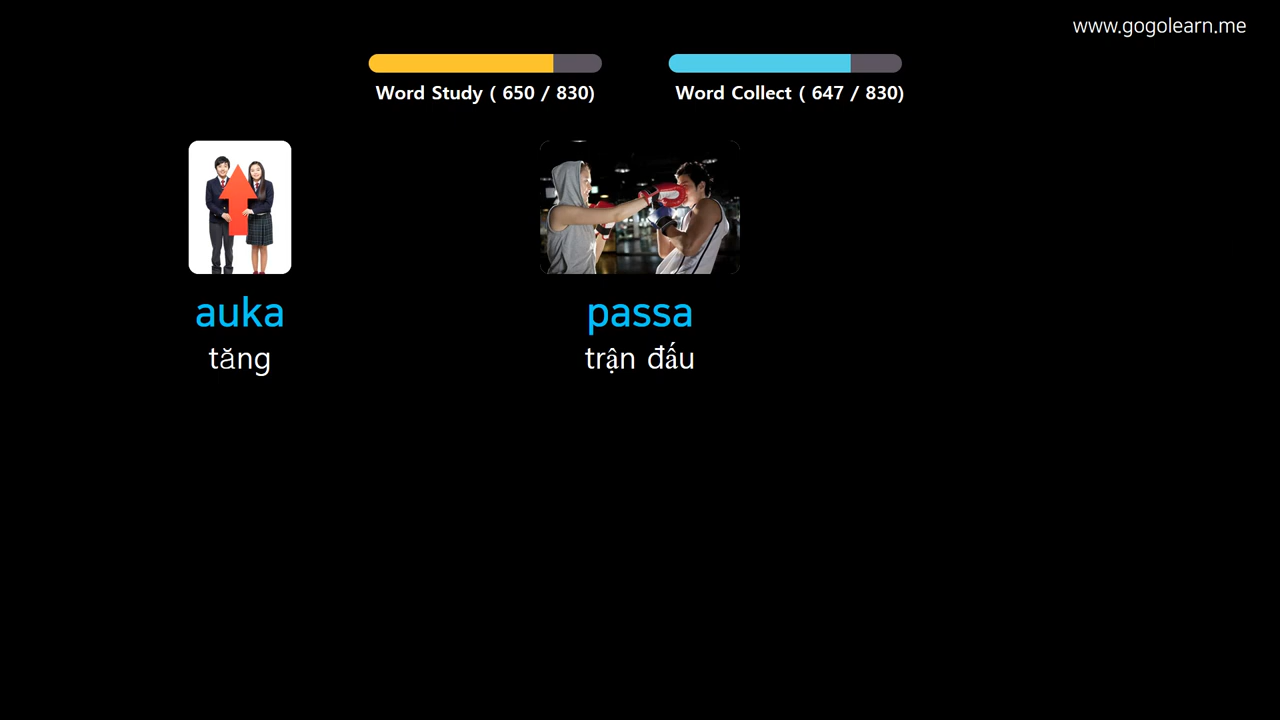 www.gogolearn.me
Word Study ( 650 / 830)
Word Collect ( 647 / 830)
auka
tăng
passa
trận đấu